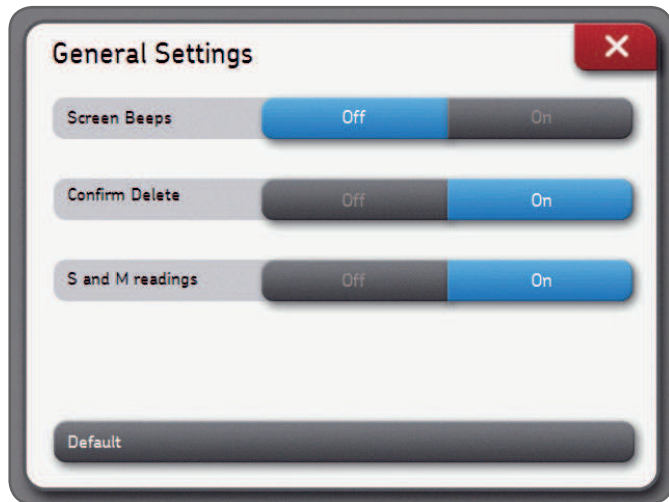 General Settings
Screen Beeps Off On
Confirm Delete Off On
S and M readings Off On
Default